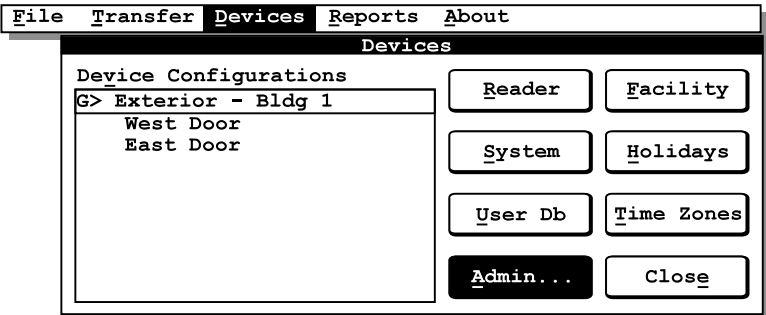 File Transfer Devices Reports About
Devices
Device Configurations
G> Exterior - Bldg 1
West Door
East Door
Reader Facility
System Holidays
User Db Time Zones
Admin... Close